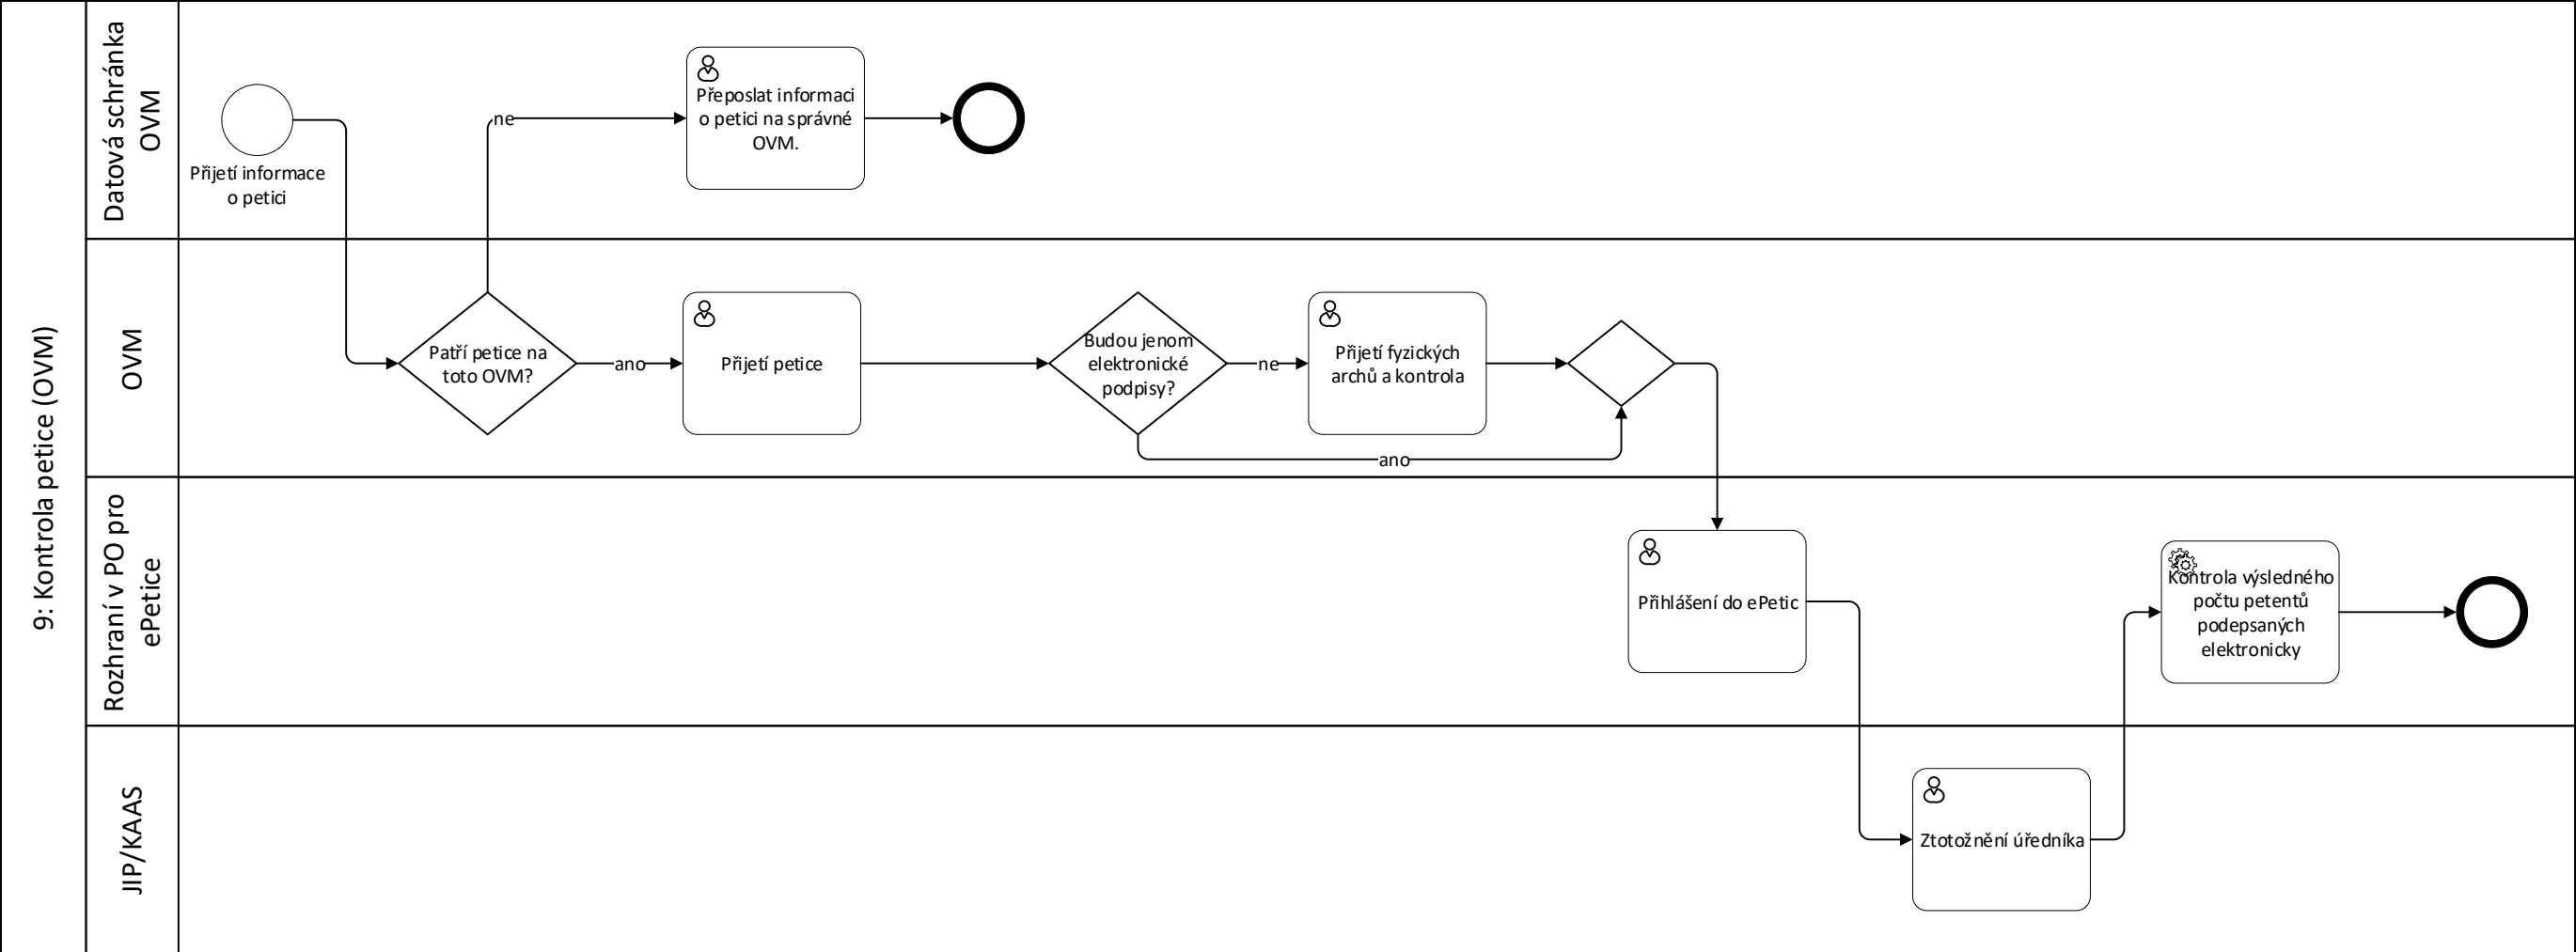 9: Kontrola petice (OVM)
Datová schránka
OVM
Přijetí informace
o petici
ne
Přeposlat informaci
o petici na správné
OVM.
OVM
Patří petice na
toto OVM?
ano
Přijetí petice
Budou jenom
elektronické
podpisy?
ne
Přijetí fyzických
archů a kontrola
ano
Rozhraní v PO pro
ePetice
Přihlášení do ePetic
Kontrola výsledného
počtu petentů
podepsaných
elektronicky
JIP/KAAS
Ztotožnění úředníka